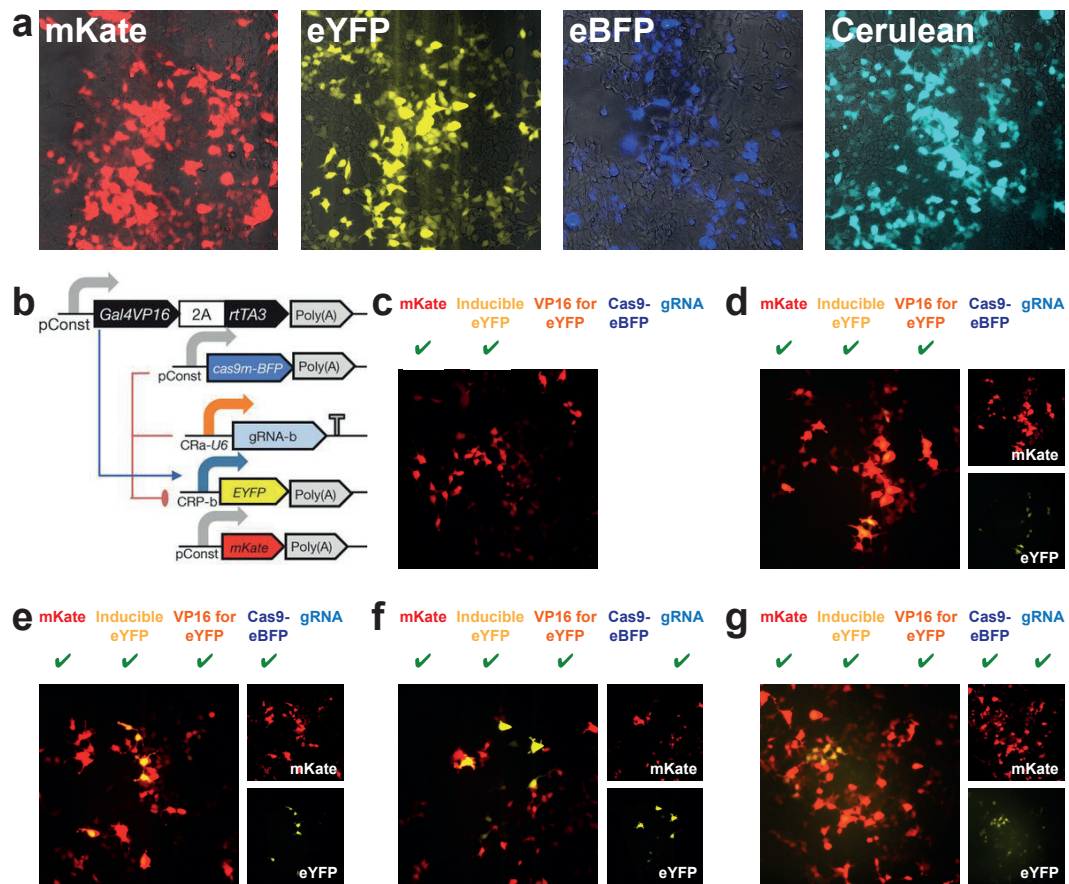 a
mKate
eYFP
eBFP
Cerulean
b
pConst
Gal4VP16
2A
rtTA3
Poly(A)
pConst
cas9m-BFP
Poly(A)
CRa-U6
gRNA-b
CRP-b
EYFP
Poly(A)
pConst
mKate
Poly(A)
c
mKate Inducible VP16 for Cas9- gRNA
eYFP eYFP eBFP
✔ ✔
d
mKate Inducible VP16 for Cas9- gRNA
eYFP eYFP eBFP
✔ ✔ ✔
mKate
eYFP
e
mKate Inducible VP16 for Cas9- gRNA
eYFP eYFP eBFP
✔ ✔ ✔ ✔
mKate
eYFP
f
mKate Inducible VP16 for Cas9- gRNA
eYFP eYFP eBFP
✔ ✔ ✔ ✔
mKate
eYFP
g
mKate Inducible VP16 for Cas9- gRNA
eYFP eYFP eBFP
✔ ✔ ✔ ✔ ✔
mKate
eYFP